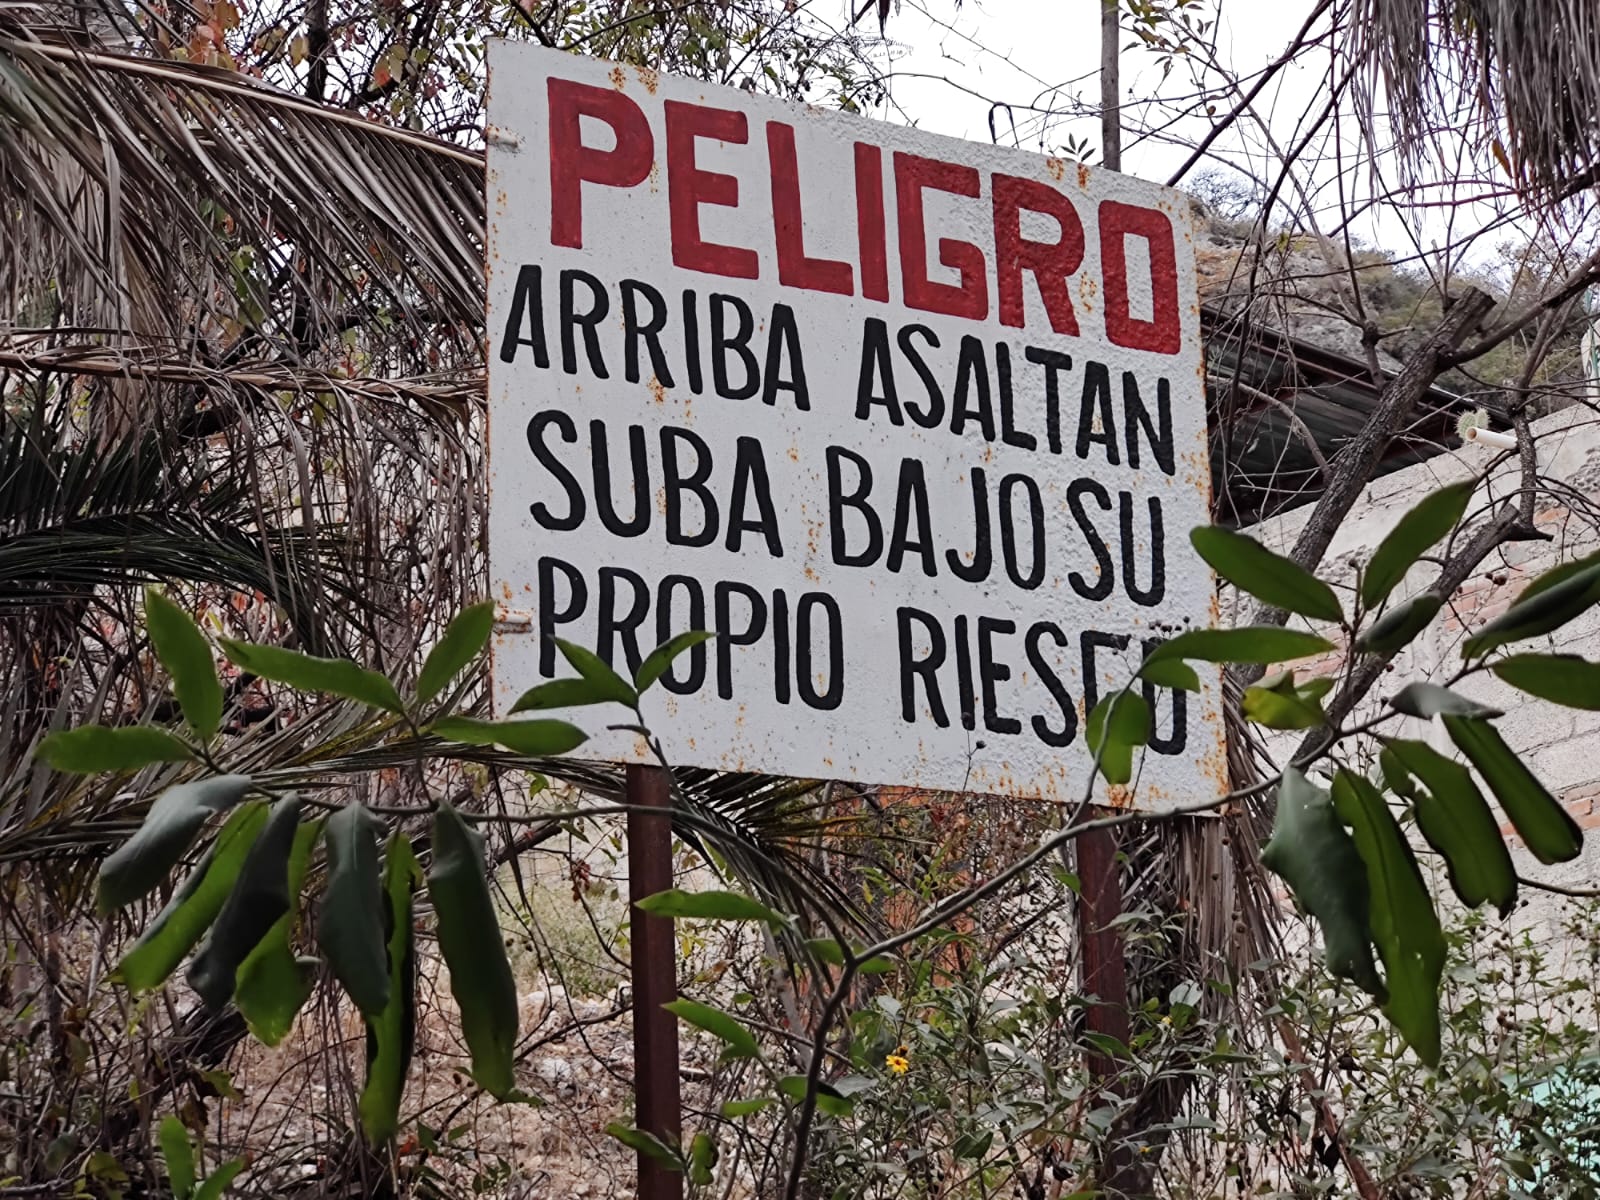 PELIGRO
ARRIBA ASALTAN
SUBA BAJO SU
PROPIO RIESGO